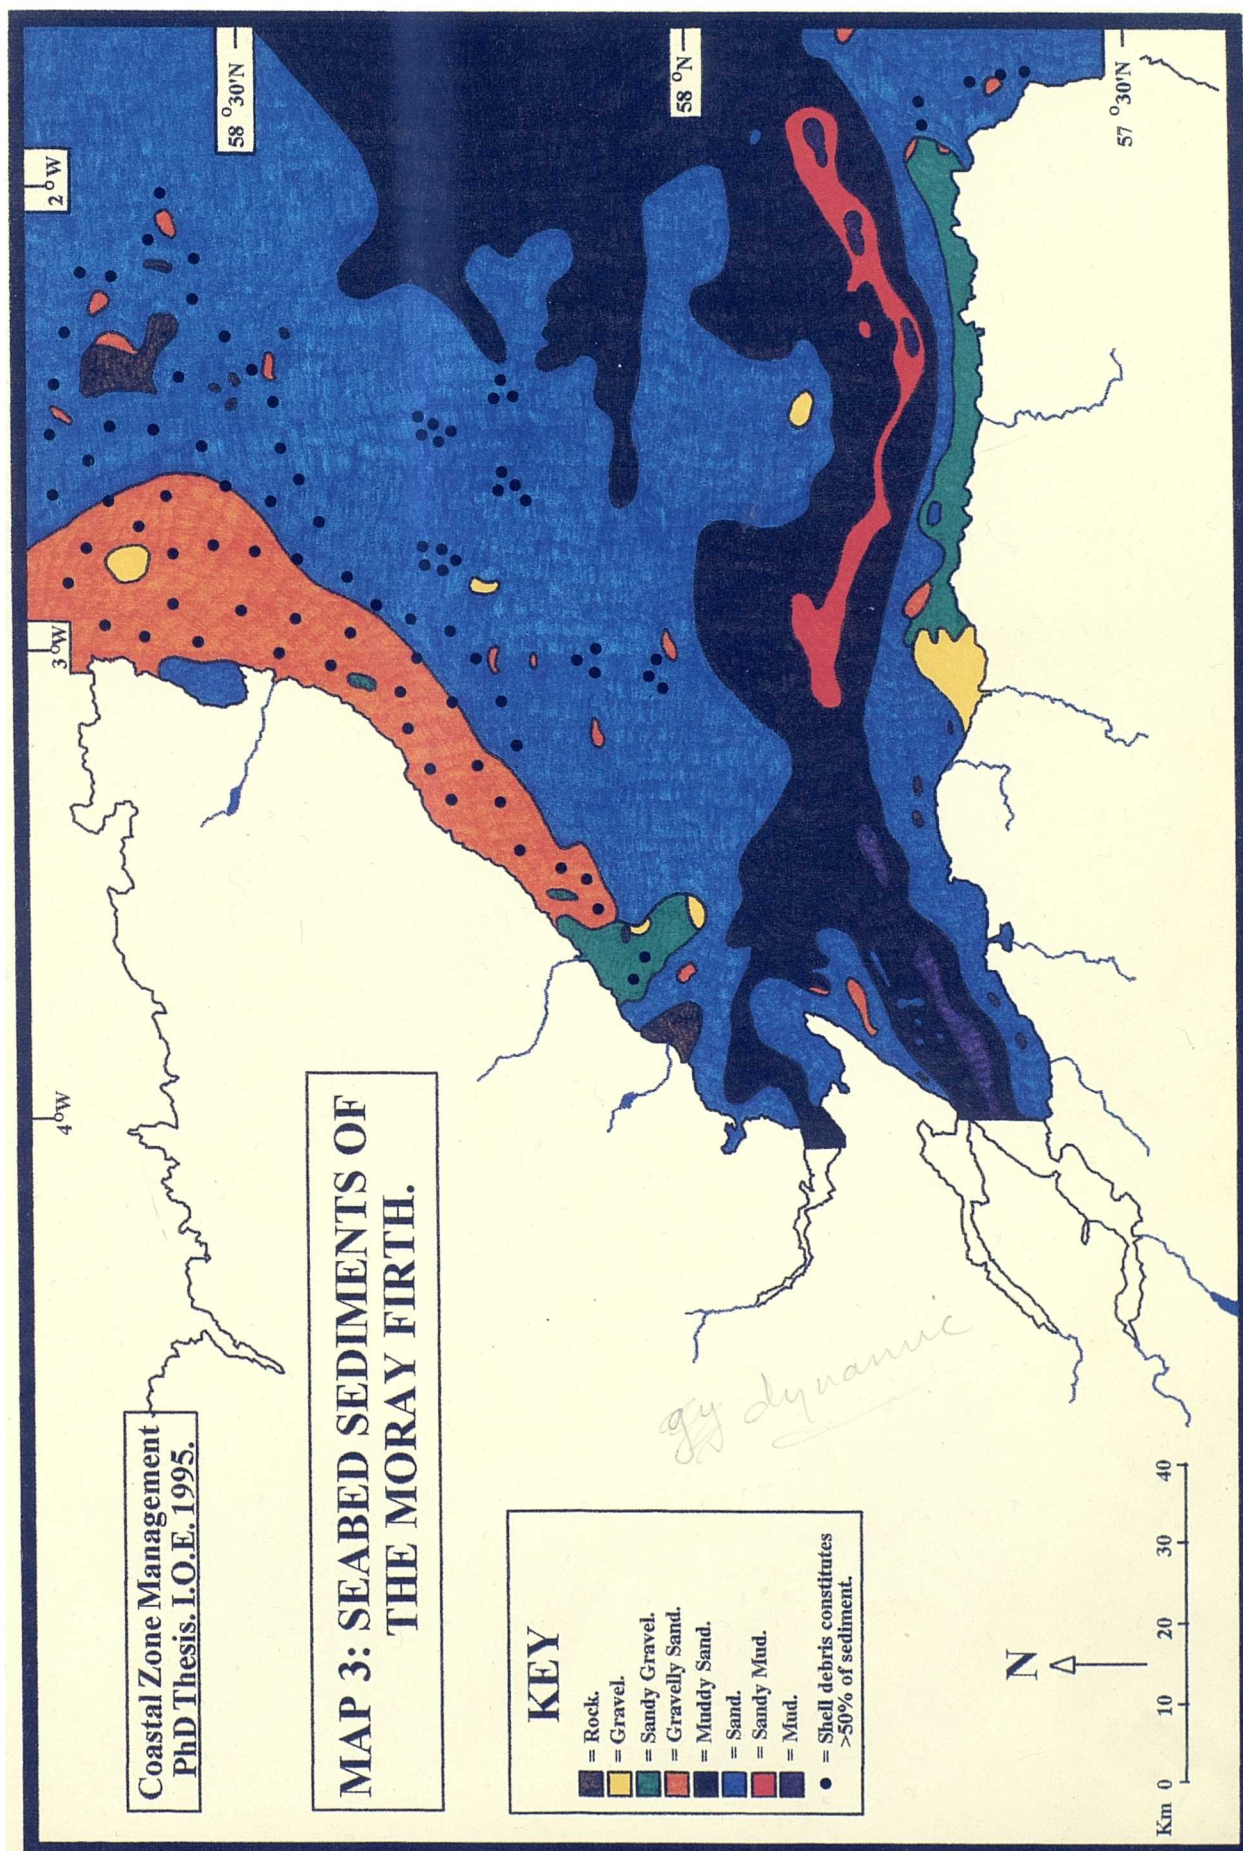 Coastal Zone Management
PhD Thesis. I.O.E. 1995.
MAP 3: SEABED SEDIMENTS OF
THE MORAY FIRTH.
KEY
= Rock.
= Gravel.
= Sandy Gravel.
= Gravelly Sand.
= Muddy Sand.
= Sand.
= Sandy Mud.
= Mud.
• = Shell debris constitutes
>50% of sediment.
4°W
3°W
2°W
58°30'N
58°N
57°30'N
N
Km 0 10 20 30 40
dynamic